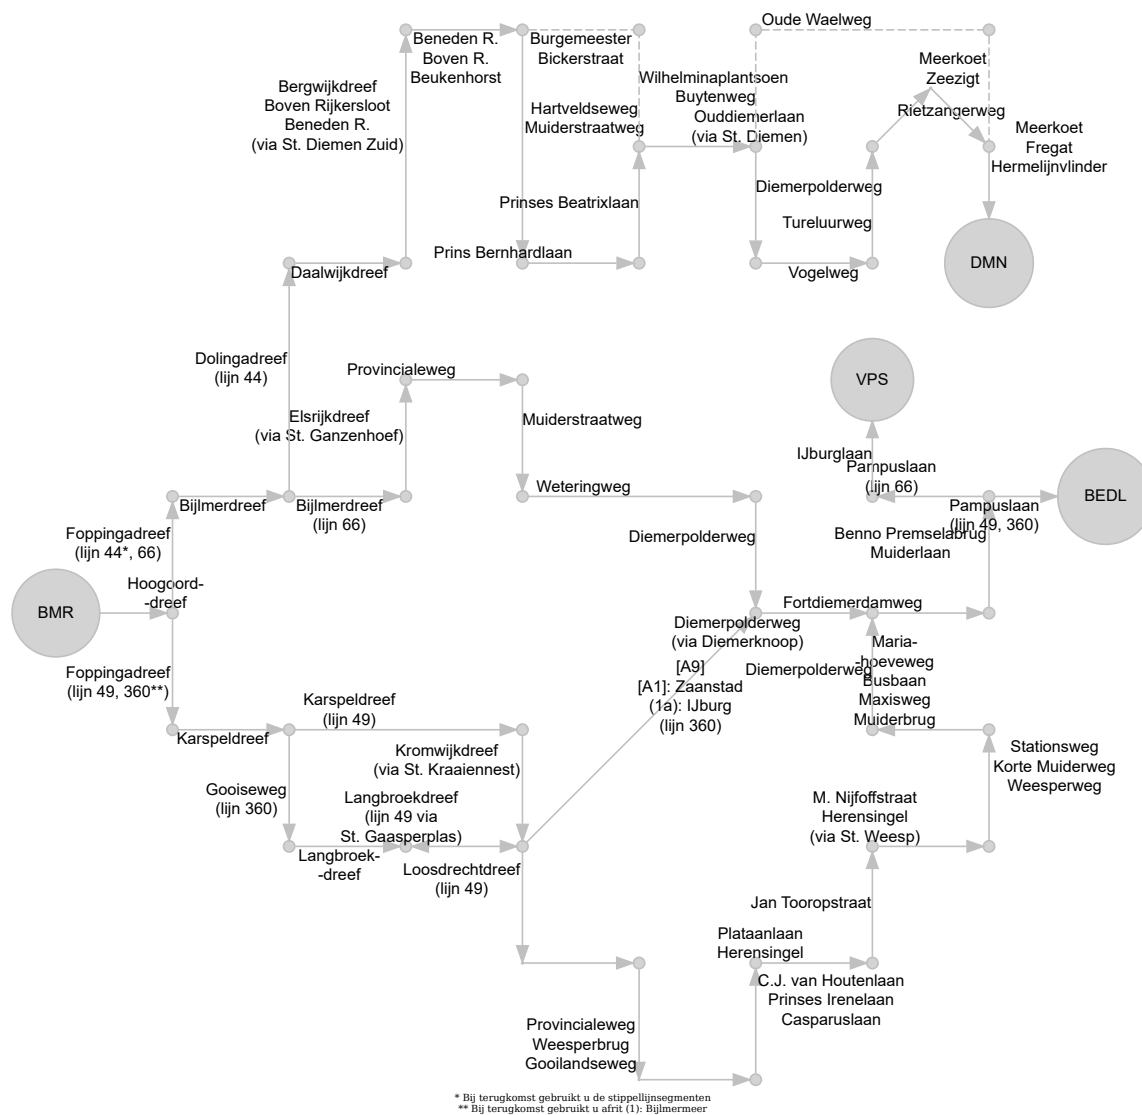 Oude Waelweg
Beneden R.
Boven R.
Beukenhorst
Burgemeester
Bickerstraat
Bergwijkdreef
Boven Rijkersloot
Beneden R.
(via St. Diemen Zuid)
Hartveldseweg
Muiderstraatweg
Wilhelminaplantsoen
Buytenweg
Ouddiemerlaan
(via St. Diemen)
Meerkoet
Zeezigt
Rietzangerweg
Meerkoet
Fregat
Hermelijnvlinder
Prinses Beatrixlaan
Diemerpolderweg
Tureluurweg
Prins Bernhardlaan
Vogelweg
DMN
Daalwijkdreef
Dolingadreef
(lijn 44)
Provincialeweg
VPS
Elsrijkdreef
(via St. Ganzenhoef)
Muiderstraatweg
IJburglaan
Pampuslaan
(lijn 66)
Bijlmerdreef
Bijlmerdreef
(lijn 66)
Weteringweg
Pampuslaan
(lijn 49, 360)
BEDL
Foppingadreef
(lijn 44*, 66)
Diemerpolderweg
Benno Premselabrug
Muiderlaan
BMR
Hoogoord-
-dreef
Fortdiemerdamweg
Diemerpolderweg
(via Diemerknoop)
Foppingadreef
(lijn 49, 360**)
[A9]
[A1]: Zaanstad
(1a): IJburg
(lijn 360)
Diemerpolderweg
Maria-
-hoeveweg
Busbaan
Maxisweg
Muiderbrug
Karspeldreef
Karspeldreef
(lijn 49)
Kromwijkdreef
(via St. Kraaiennest)
Stationsweg
Korte Muiderweg
Weesperweg
Gooiseweg
(lijn 360)
Langbroekdreef
(lijn 49 via
St. Gaasperplas)
M. Nijfoffstraat
Herensingel
(via St. Weesp)
Langbroek-
-dreef
Loosdrechtdreef
(lijn 49)
Jan Tooropstraat
Plataanlaan
Herensingel
C.J. van Houtenlaan
Prinses Irenelaan
Casparuslaan
Provincialeweg
Weesperbrug
Gooilandseweg
* Bij terugkomst gebruikt u de stippellijnsegmenten
** Bij terugkomst gebruikt u afrit (1): Bijlmermeer